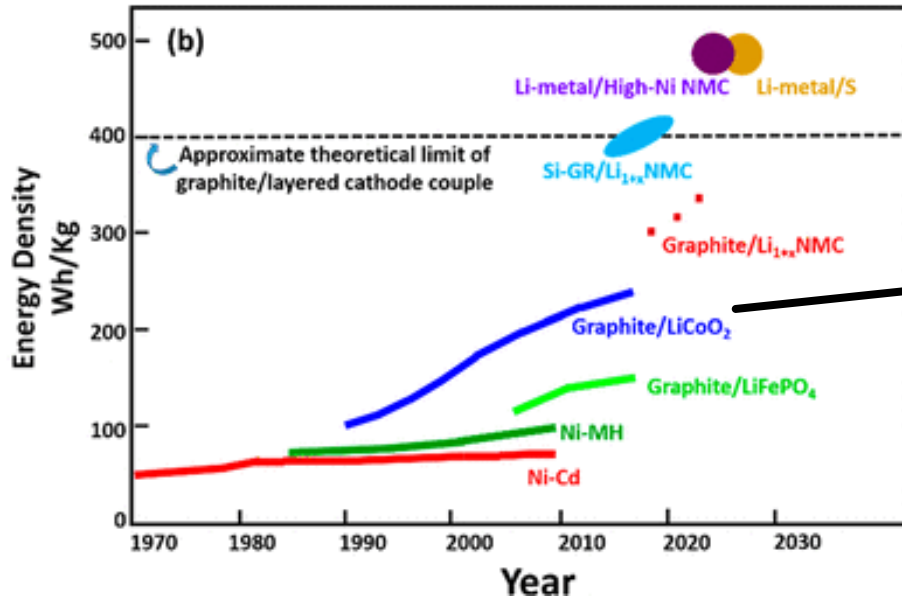 (b)
500
400
300
200
100
0
Energy Density
Wh/Kg
Li-metal/High-Ni NMC
Li-metal/S
Approximate theoretical limit of
graphite/layered cathode couple
Si-GR/Li₁₊ₓNMC
Graphite/Li₁₊ₓNMC
Graphite/LiCoO₂
Graphite/LiFePO₄
Ni-MH
Ni-Cd
1970
1980
1990
2000
2010
2020
2030
Year